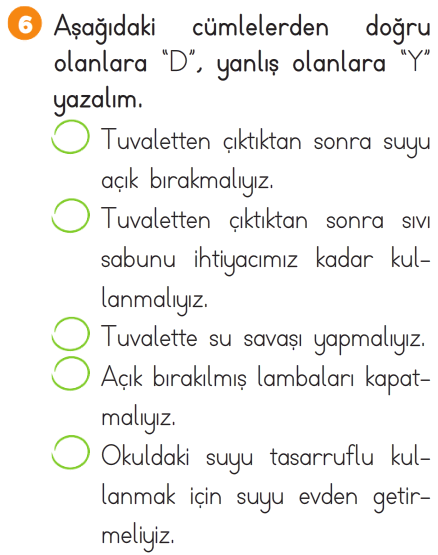 6 Aşağıdaki cümlelerden doğru
olanlara "D", yanlış olanlara "Y"
yazalım.
Tuvaletten çıktıktan sonra suyu
açık bırakmalıyız.
Tuvaletten çıktıktan sonra sıvı
sabunu ihtiyacımız kadar kul-
lanmalıyız.
Tuvalette su savaşı yapmalıyız.
Açık bırakılmış lambaları kapat-
malıyız.
Okuldaki suyu tasarruflu kul-
lanmak için suyu evden getir-
meliyiz.